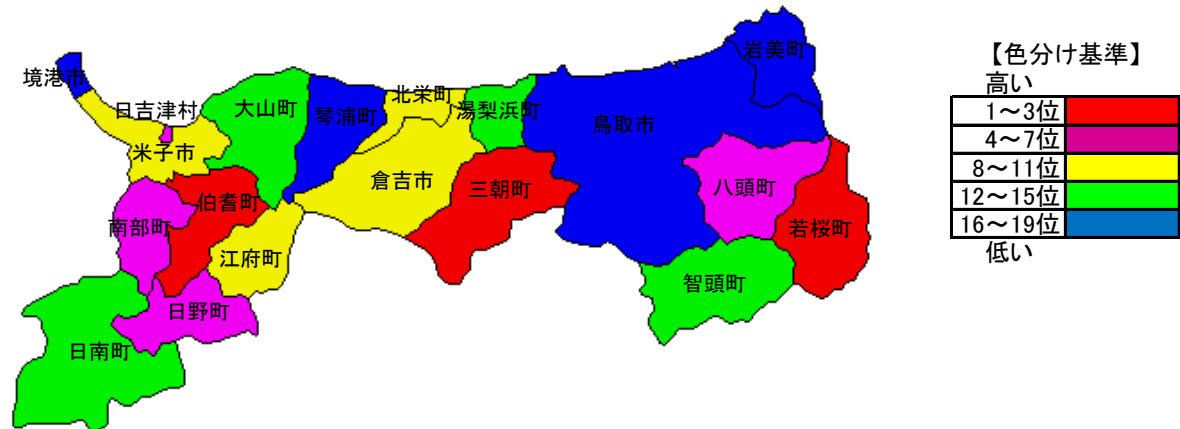 岩美町
境港市
日吉津村
大山町
琴浦町
北栄町
湯梨浜町
鳥取市
米子市
倉吉市
三朝町
八頭町
伯耆町
南部町
江府町
若桜町
智頭町
日野町
日南町
【色分け基準】
高い
1～3位
4～7位
8～11位
12～15位
16～19位
低い